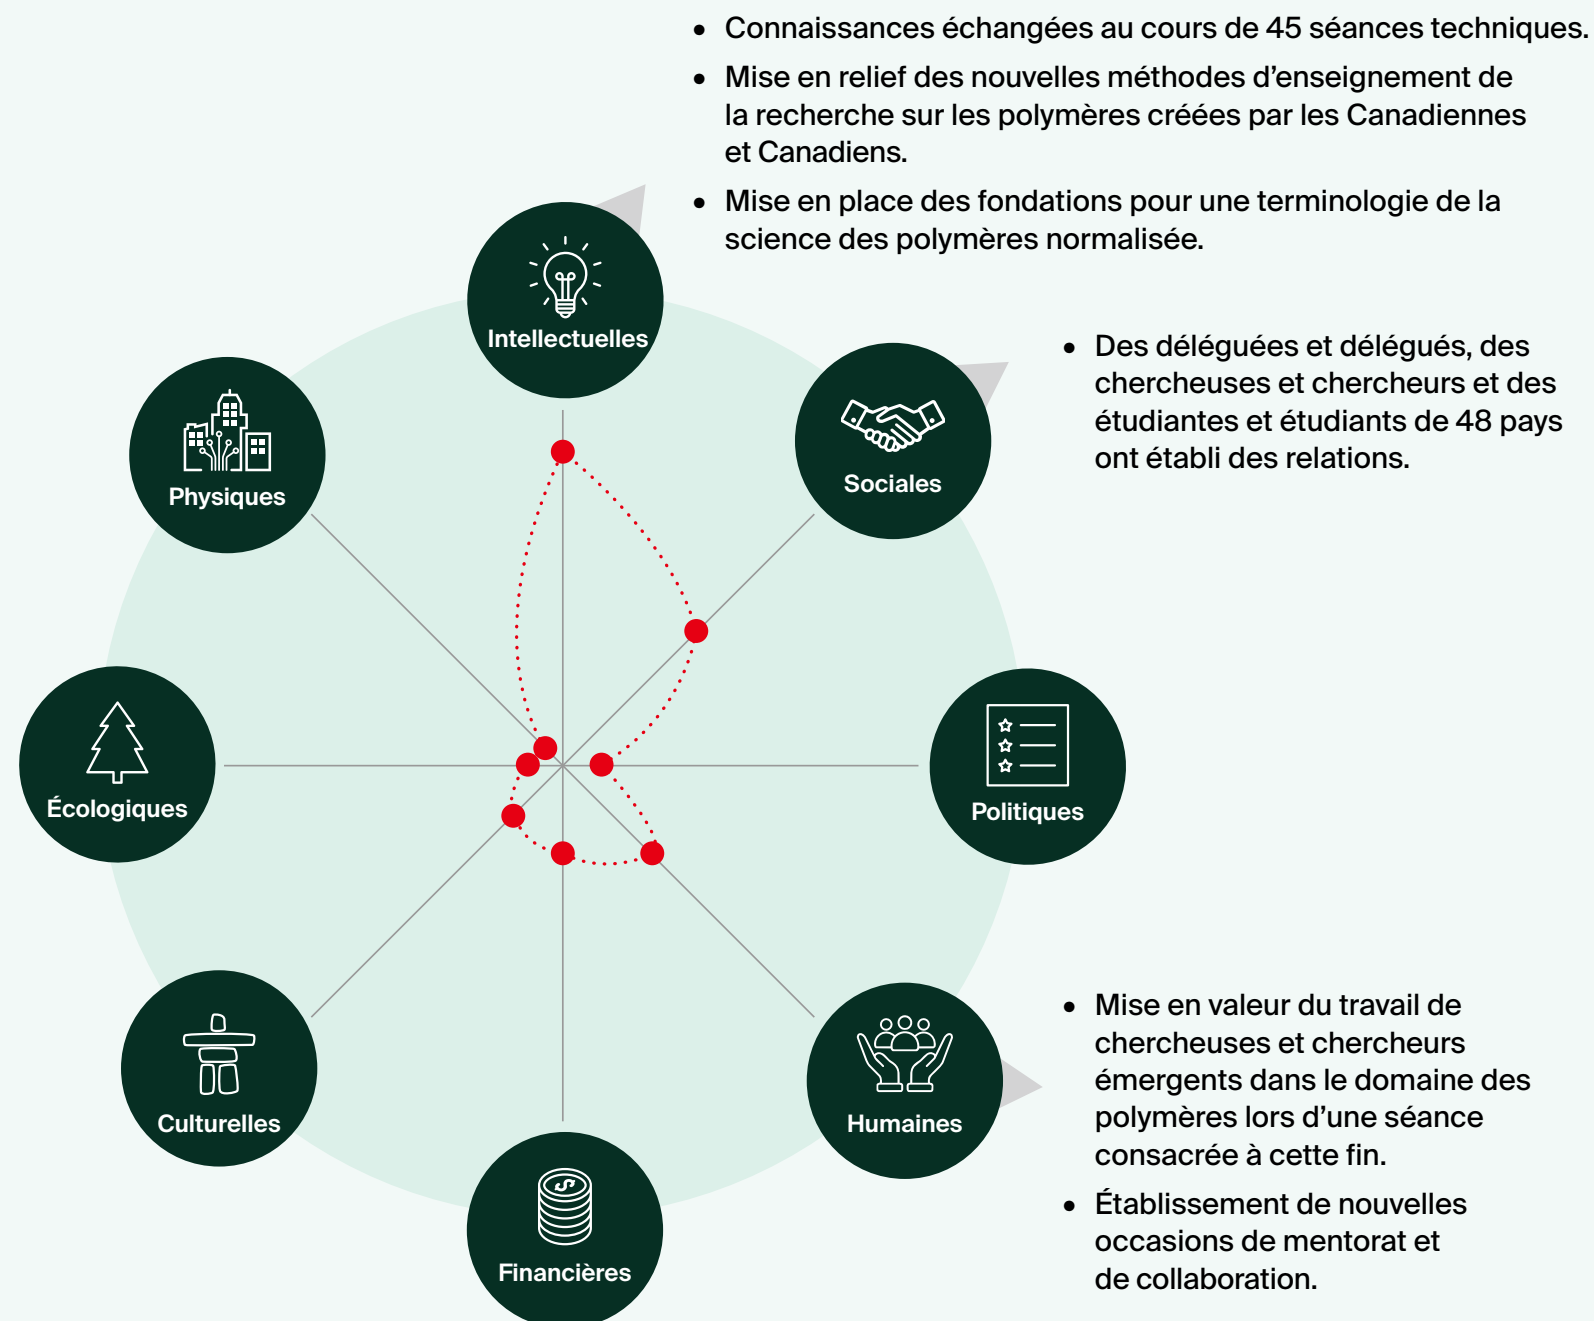 • Connaissances échangées au cours de 45 séances techniques.
• Mise en relief des nouvelles méthodes d’enseignement de
la recherche sur les polymères créées par les Canadiennes
et Canadiens.
• Mise en place des fondations pour une terminologie de la
science des polymères normalisée.
Intellectuelles
• Des déléguées et délégués, des
chercheuses et chercheurs et des
étudiantes et étudiants de 48 pays
ont établi des relations.
Sociales
Physiques
Politiques
Écologiques
• Mise en valeur du travail de
chercheuses et chercheurs
émergents dans le domaine des
polymères lors d’une séance
consacrée à cette fin.
• Établissement de nouvelles
occasions de mentorat et
de collaboration.
Humaines
Culturelles
Financières